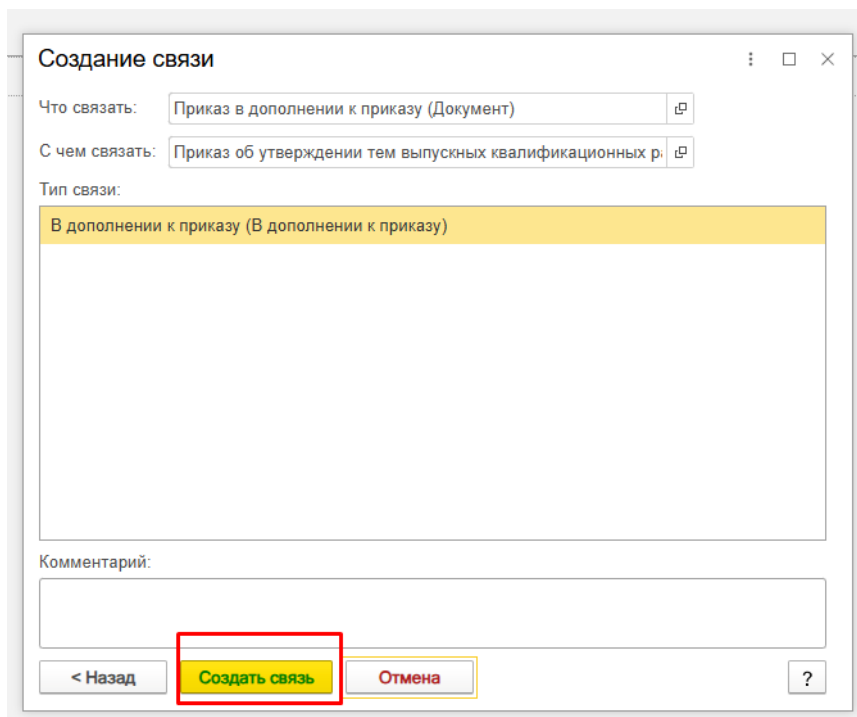 Создание связи
Что связать: Приказ в дополнении к приказу (Документ)
С чем связать: Приказ об утверждении тем выпускных квалификационных
Тип связи:
В дополнении к приказу (В дополнении к приказу)
Комментарий:
< Назад Создать связь Отмена ?